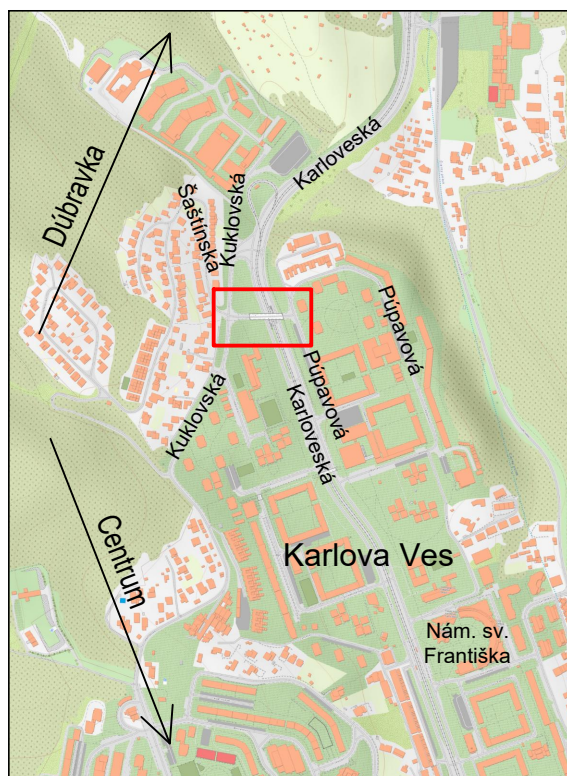 Dúbravka
Karloveská
Šaštínska
Kuklovská
Púpavová
Púpavová
Karloveská
Kuklovská
Centrum
Karlova Ves
Nám. sv.
Františka